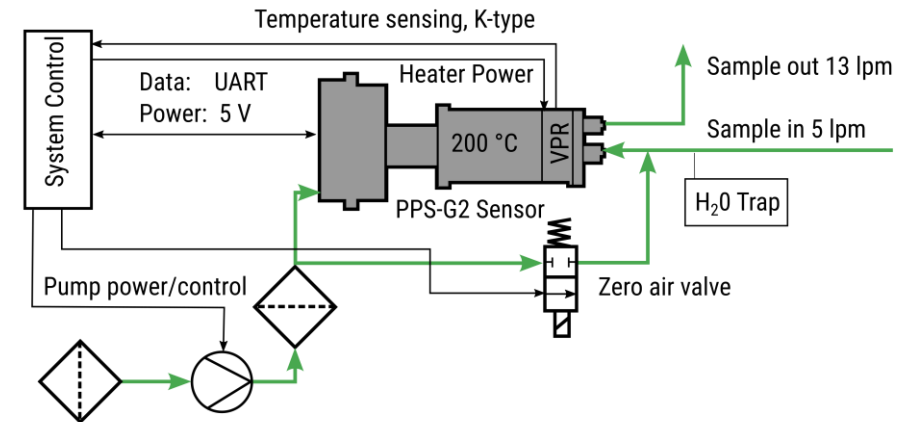 Temperature sensing, K-type
System Control
Data: UART
Power: 5 V
Heater Power
Sample out 13 lpm
Sample in 5 lpm
200 °C
VPR
H₂0 Trap
PPS-G2 Sensor
Pump power/control
Zero air valve